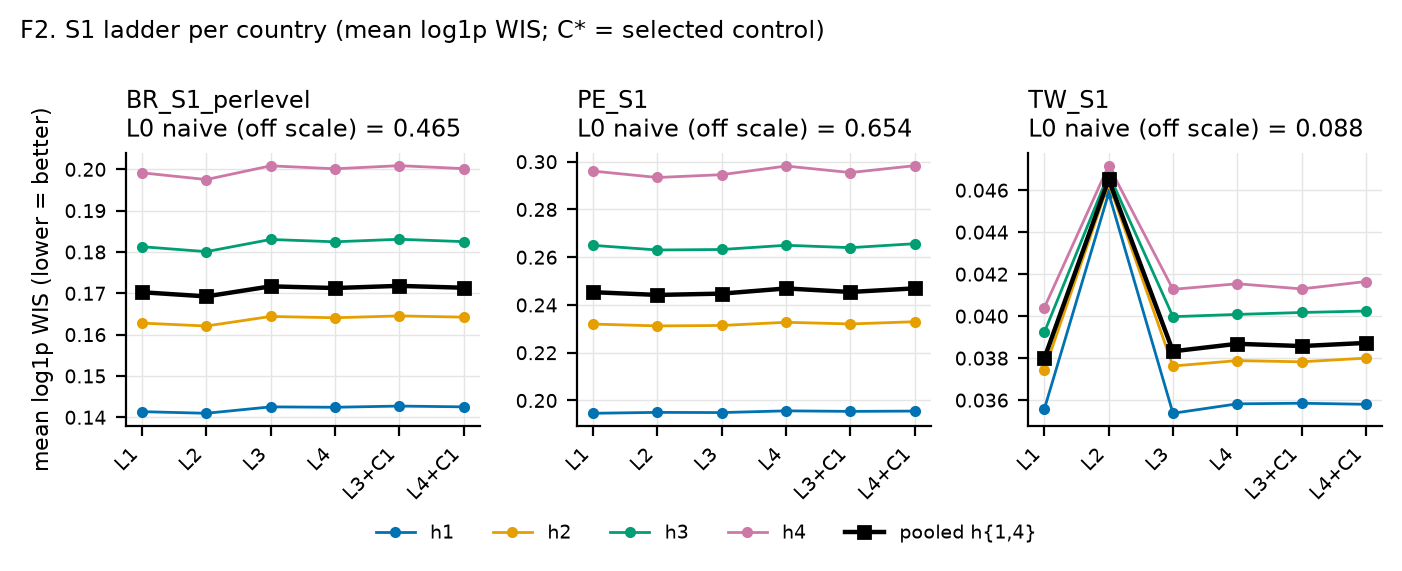 F2. S1 ladder per country (mean log1p WIS; C* = selected control)
mean log1p WIS (lower = better)
BR_S1_perlevel
L0 naive (off scale) = 0.465
0.20
0.19
0.18
0.17
0.16
0.15
0.14
L1
L2
L3
L4
L3+C1
L4+C1
PE_S1
L0 naive (off scale) = 0.654
0.30
0.28
0.26
0.24
0.22
0.20
L1
L2
L3
L4
L3+C1
L4+C1
TW_S1
L0 naive (off scale) = 0.088
0.046
0.044
0.042
0.040
0.038
0.036
L1
L2
L3
L4
L3+C1
L4+C1
h1
h2
h3
h4
pooled h{1,4}